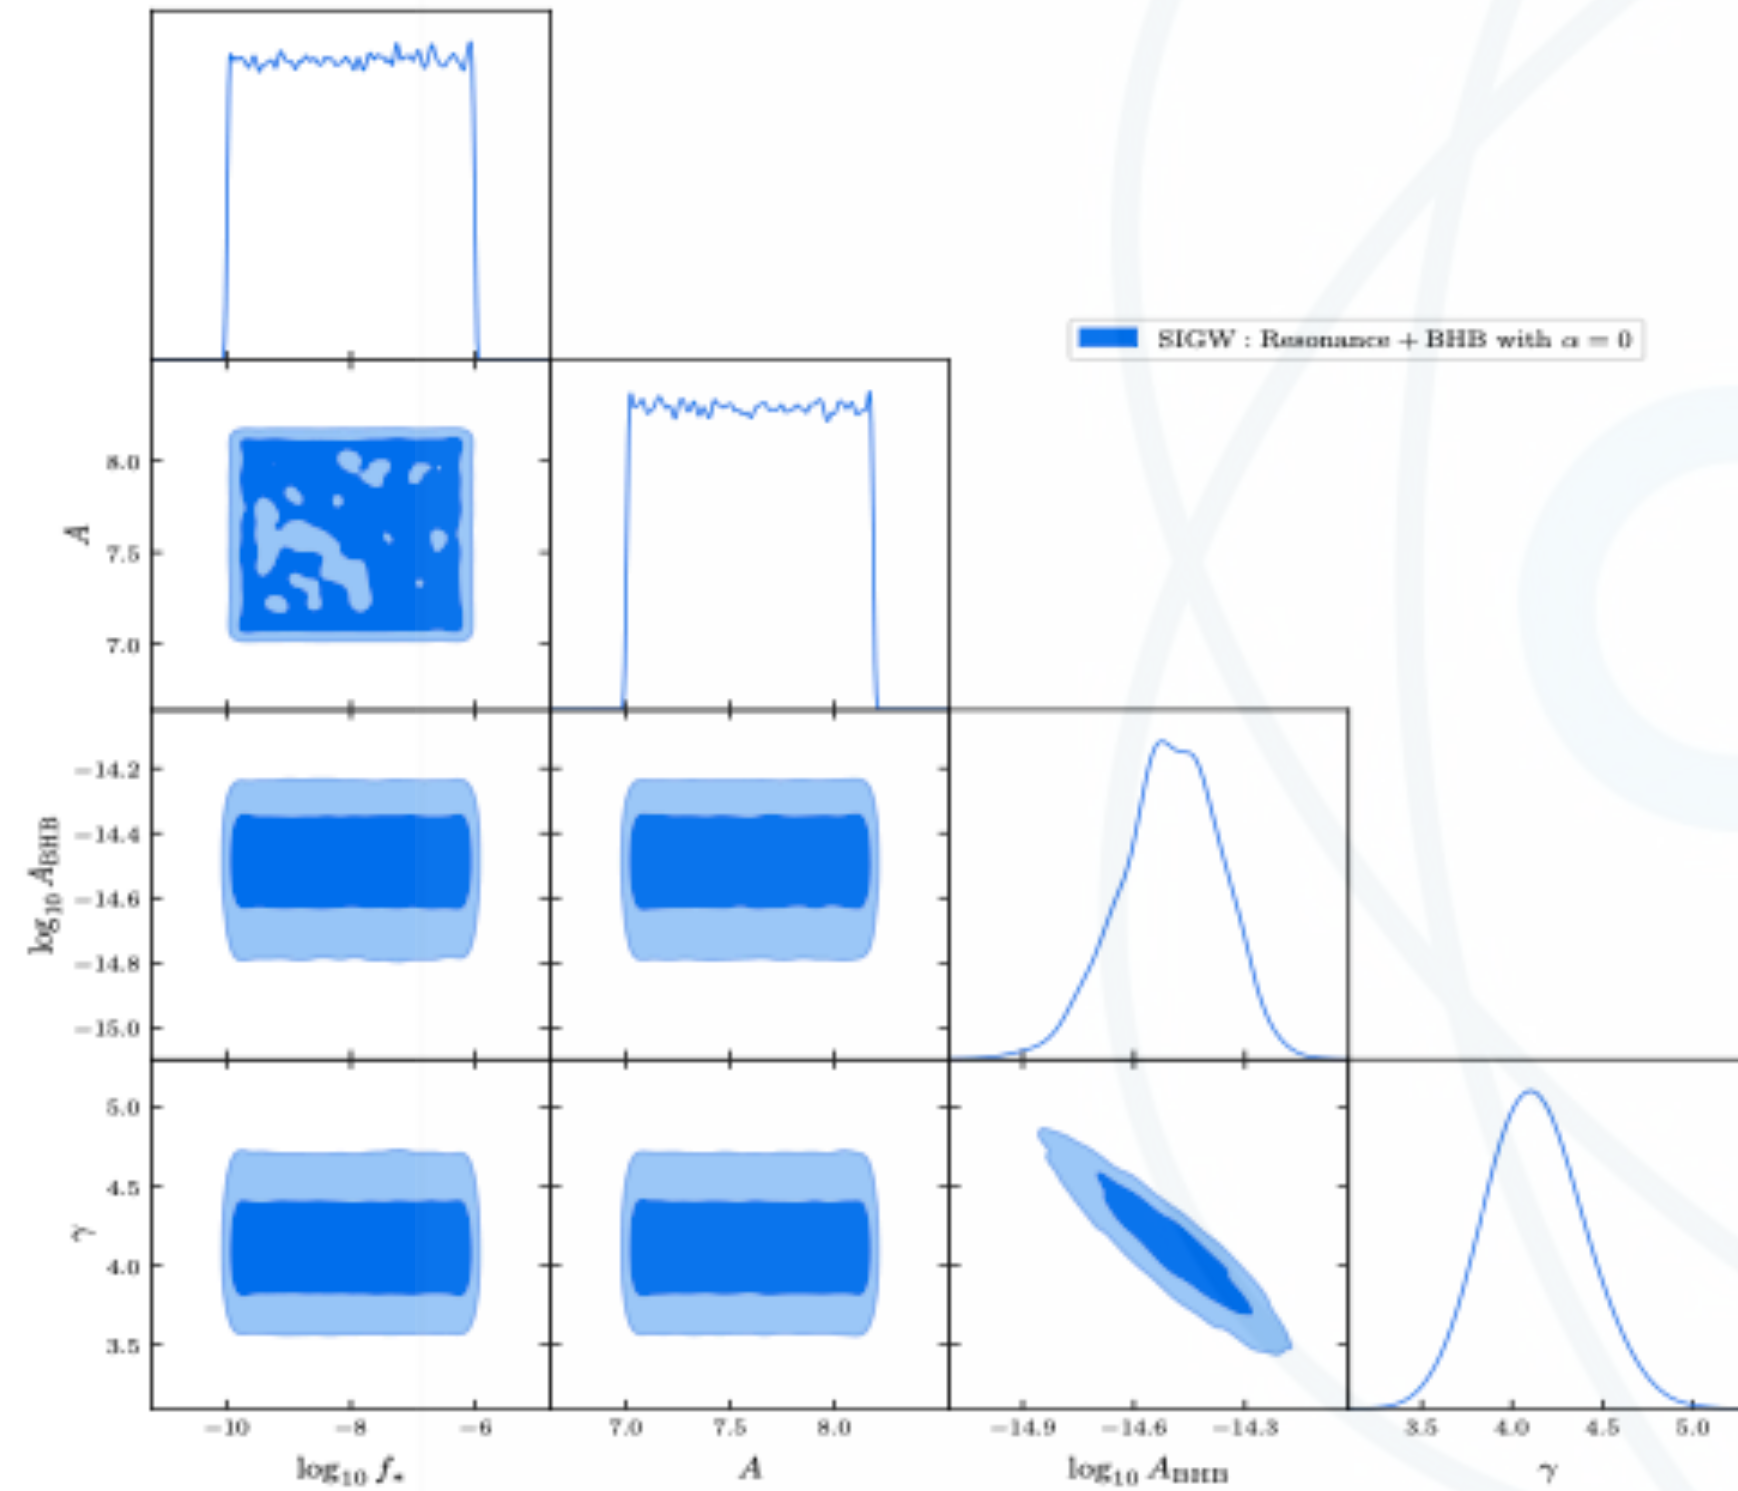 SIGW : Resonance + BHB with α = 0
8.0
7.5
7.0
A
−14.2
−14.4
−14.6
−14.8
−15.0
log₁₀ A_BHB
5.0
4.5
4.0
3.5
γ
−10 −8 −6 7.0 7.5 8.0 −14.9 −14.6 −14.3 3.5 4.0 4.5 5.0
log₁₀ f⁎ A log₁₀ A_BHB γ